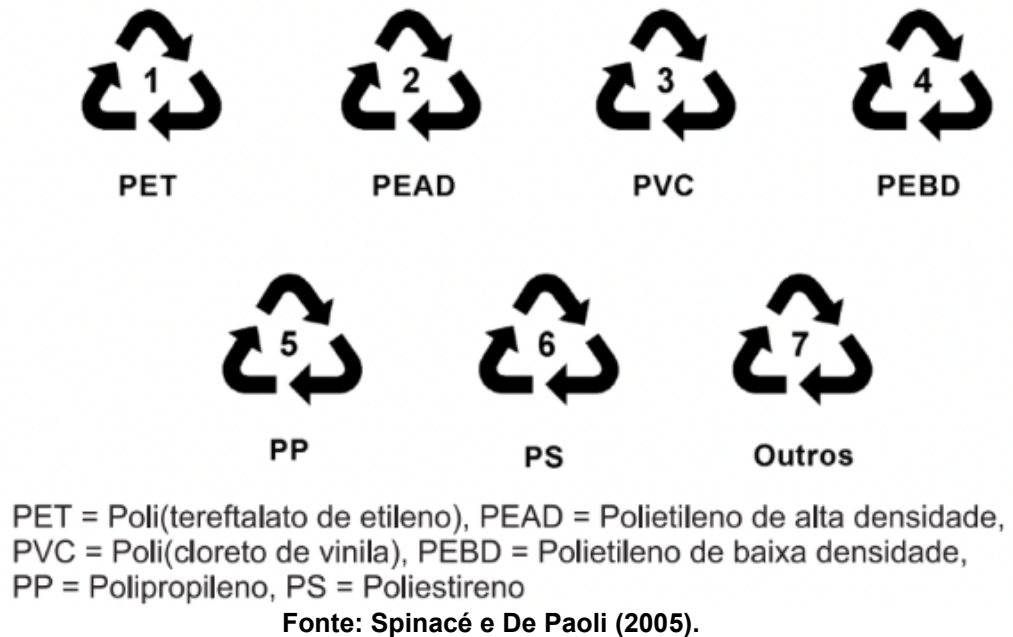 1 2 3 4
PET PEAD PVC PEBD
5 6 7
PP PS Outros
PET = Poli(tereftalato de etileno), PEAD = Polietileno de alta densidade,
PVC = Poli(cloreto de vinila), PEBD = Polietileno de baixa densidade,
PP = Polipropileno, PS = Poliestireno
Fonte: Spinacé e De Paoli (2005).